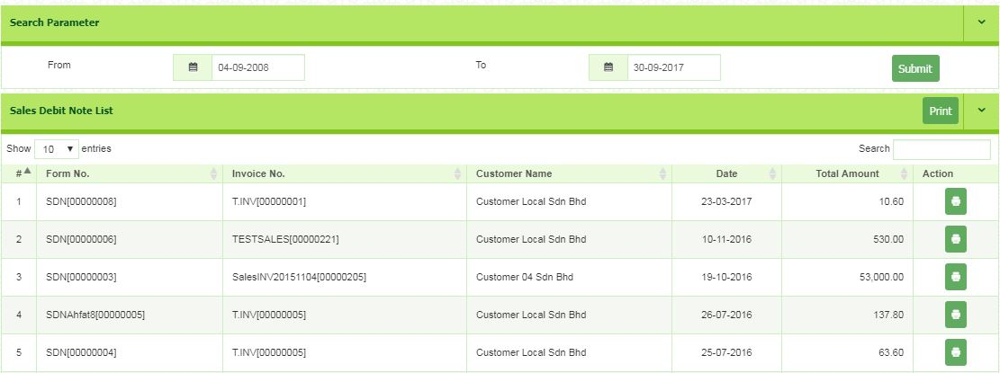 Search Parameter
From 04-09-2008 To 30-09-2017 Submit
Sales Debit Note List Print
Show 10 entries Search
# Form No. Invoice No. Customer Name Date Total Amount Action
1 SDN[00000008] T.INV[00000001] Customer Local Sdn Bhd 23-03-2017 10.60
2 SDN[00000006] TESTSALES[00000221] Customer Local Sdn Bhd 10-11-2016 530.00
3 SDN[00000003] SalesINV20151104[00000205] Customer 04 Sdn Bhd 19-10-2016 53,000.00
4 SDNAhfat8[00000005] T.INV[00000005] Customer Local Sdn Bhd 26-07-2016 137.80
5 SDN[00000004] T.INV[00000005] Customer Local Sdn Bhd 25-07-2016 63.60